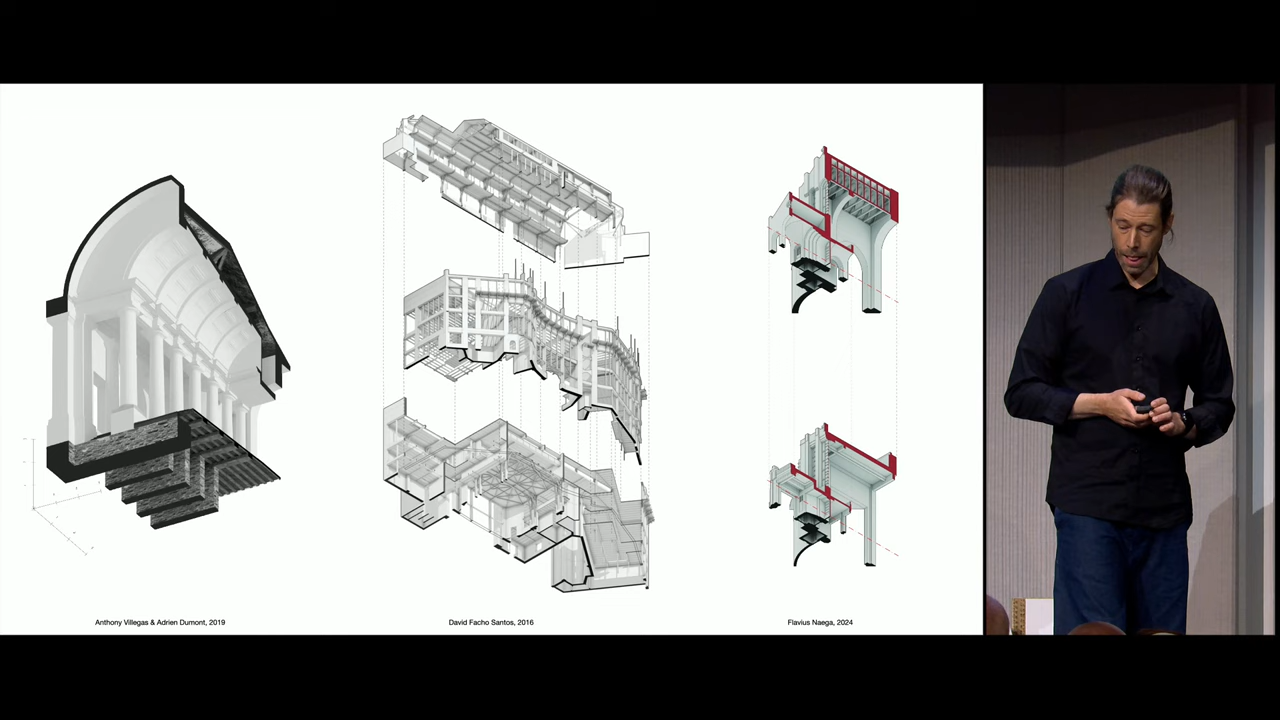 Anthony Villegas & Adrien Dumont, 2019
David Facho Santos, 2016
Flavius Naega, 2024